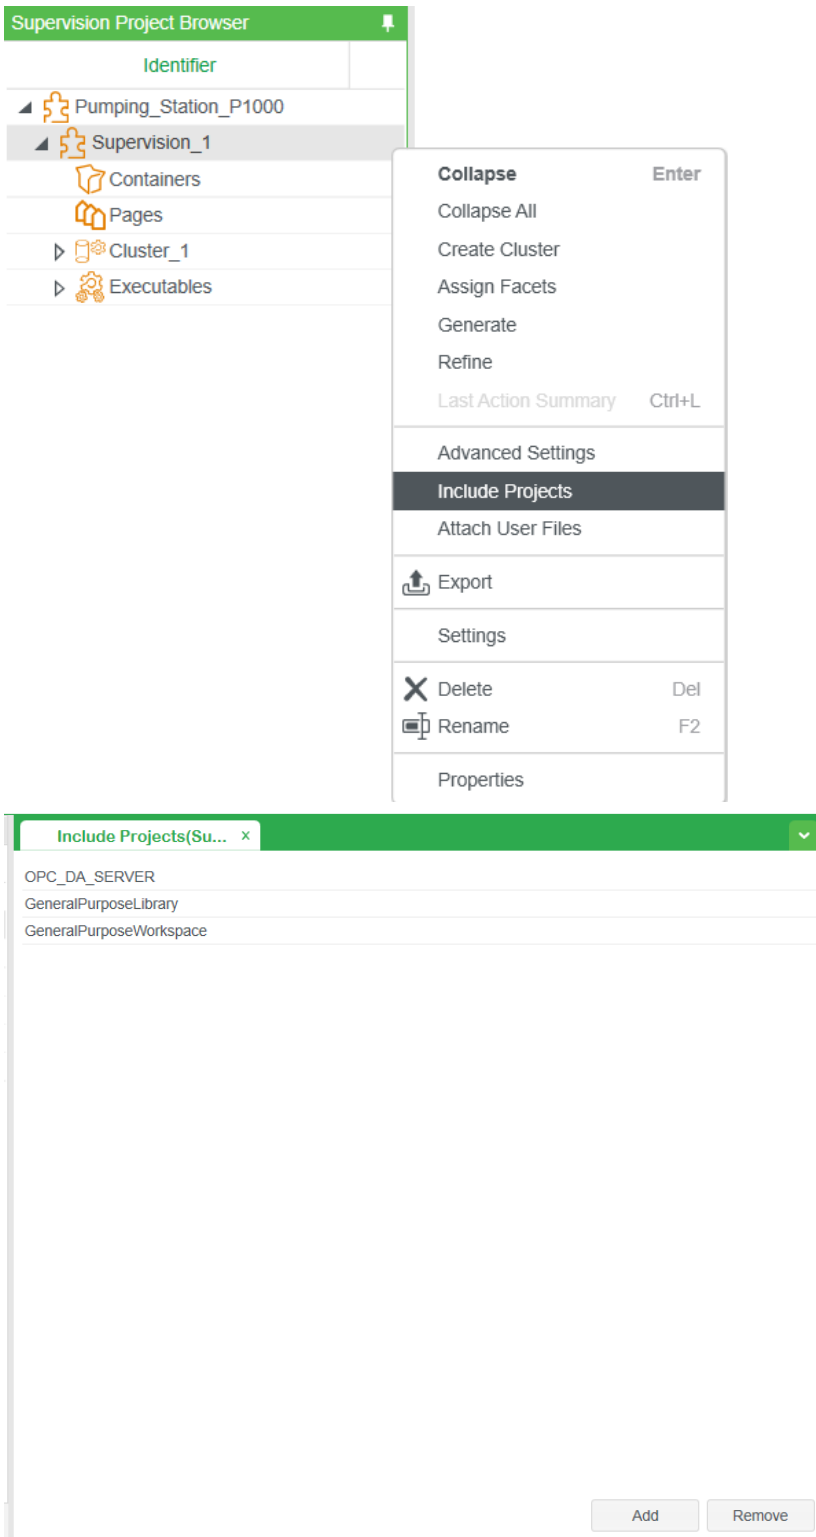 Supervision Project Browser
Identifier
Pumping_Station_P1000
Supervision_1
Containers
Pages
Cluster_1
Executables
Collapse Enter
Collapse All
Create Cluster
Assign Facets
Generate
Refine
Last Action Summary Ctrl+L
Advanced Settings
Include Projects
Attach User Files
Export
Settings
Delete Del
Rename F2
Properties
Include Projects(Su... x
OPC_DA_SERVER
GeneralPurposeLibrary
GeneralPurposeWorkspace
Add Remove